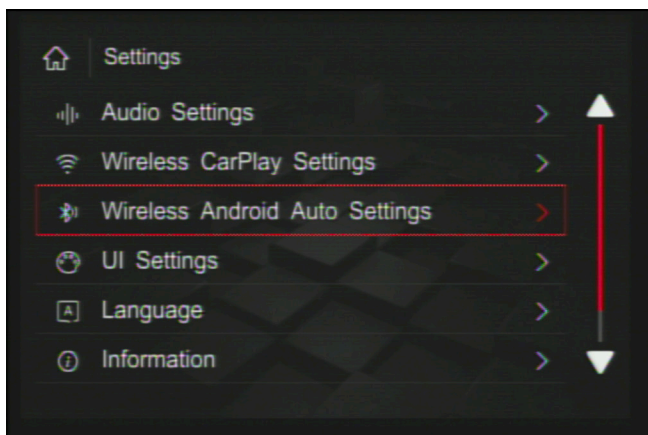 Settings
Audio Settings
Wireless CarPlay Settings
Wireless Android Auto Settings
UI Settings
A Language
Information